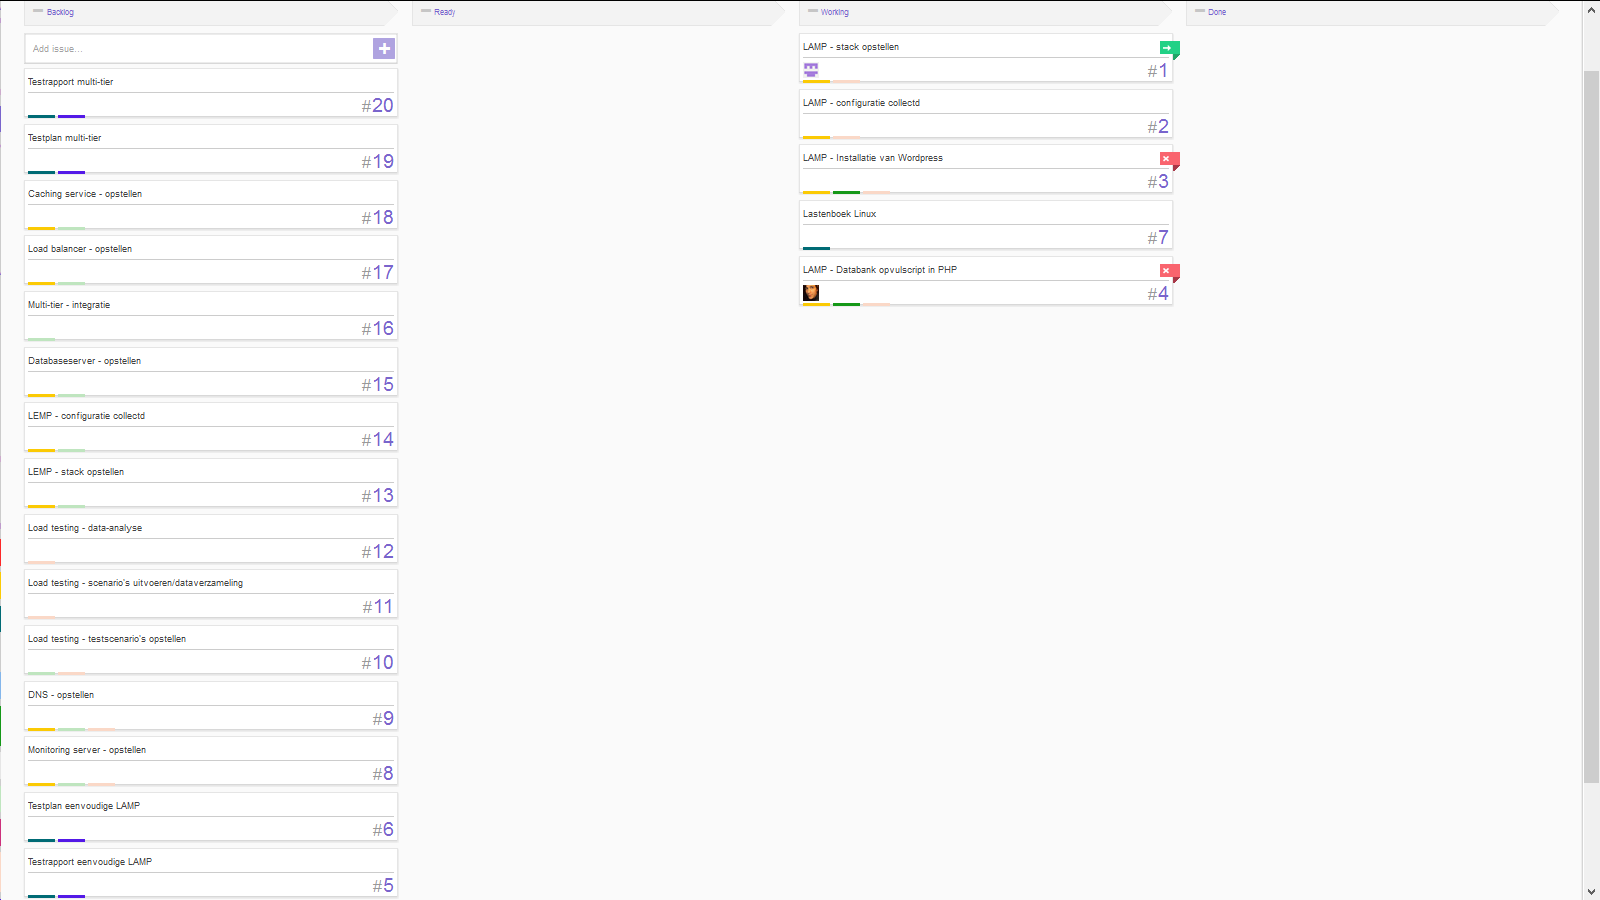 Backlog
Ready
Working
Done
Add issue...
Testrapport multi-tier
#20
Testplan multi-tier
#19
Caching service - opstellen
#18
Load balancer - opstellen
#17
Multi-tier - integratie
#16
Databaseserver - opstellen
#15
LEMP - configuratie collectd
#14
LEMP - stack opstellen
#13
Load testing - data-analyse
#12
Load testing - scenario's uitvoeren/dataverzameling
#11
Load testing - testscenario's opstellen
#10
DNS - opstellen
#9
Monitoring server - opstellen
#8
Testplan eenvoudige LAMP
#6
Testrapport eenvoudige LAMP
#5
LAMP - stack opstellen
#1
LAMP - configuratie collectd
#2
LAMP - Installatie van Wordpress
#3
Lastenboek Linux
#7
LAMP - Databank opvulscript in PHP
#4